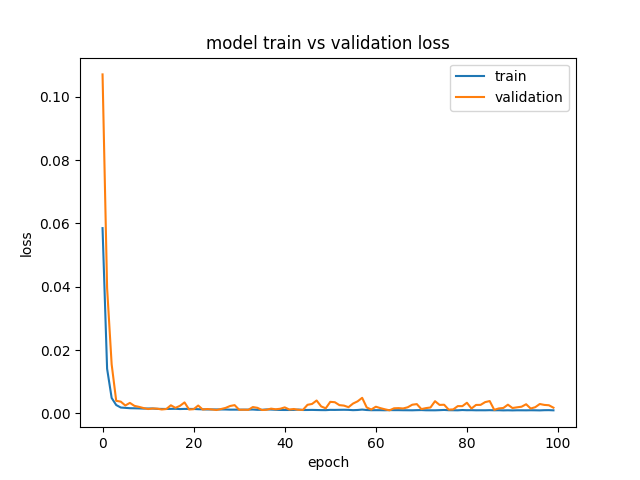 model train vs validation loss
train
validation
0.10
0.08
0.06
0.04
0.02
0.00
loss
0 20 40 60 80 100
epoch